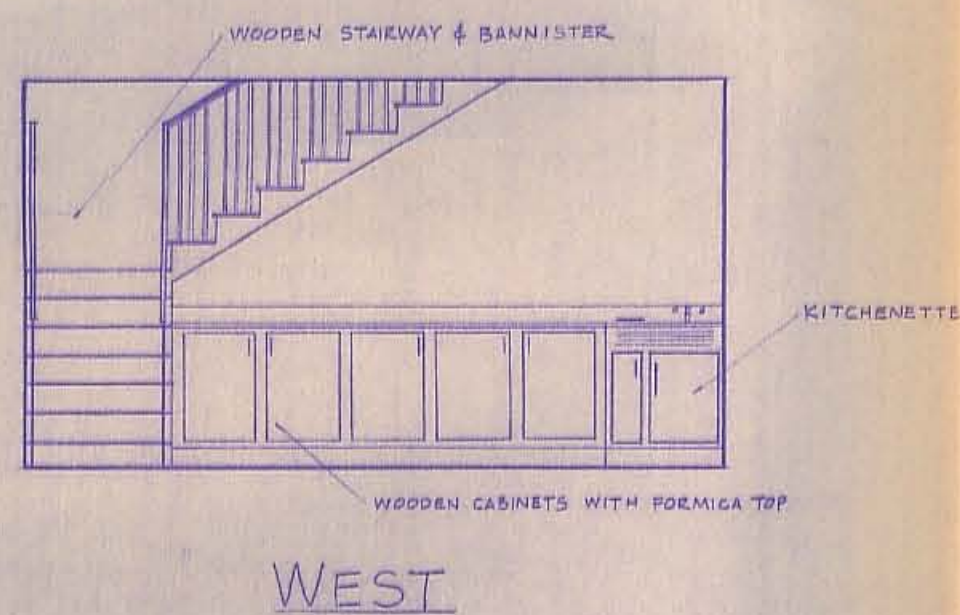 WOODEN STAIRWAY & BANNISTER
KITCHENETTE
WOODEN CABINETS WITH FORMICA TOP
WEST